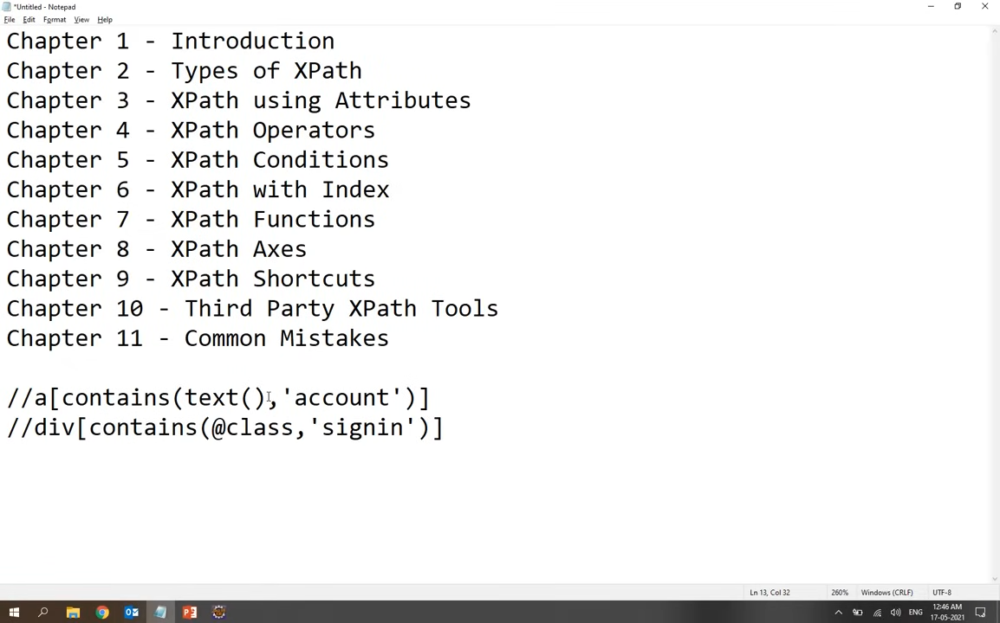 *Untitled - Notepad
File Edit Format View Help
Chapter 1 - Introduction
Chapter 2 - Types of XPath
Chapter 3 - XPath using Attributes
Chapter 4 - XPath Operators
Chapter 5 - XPath Conditions
Chapter 6 - XPath with Index
Chapter 7 - XPath Functions
Chapter 8 - XPath Axes
Chapter 9 - XPath Shortcuts
Chapter 10 - Third Party XPath Tools
Chapter 11 - Common Mistakes
//a[contains(text(),'account')]
//div[contains(@class,'signin')]
Ln 13, Col 32 260% Windows (CRLF) UTF-8
ENG 12:46 AM
17-05-2021